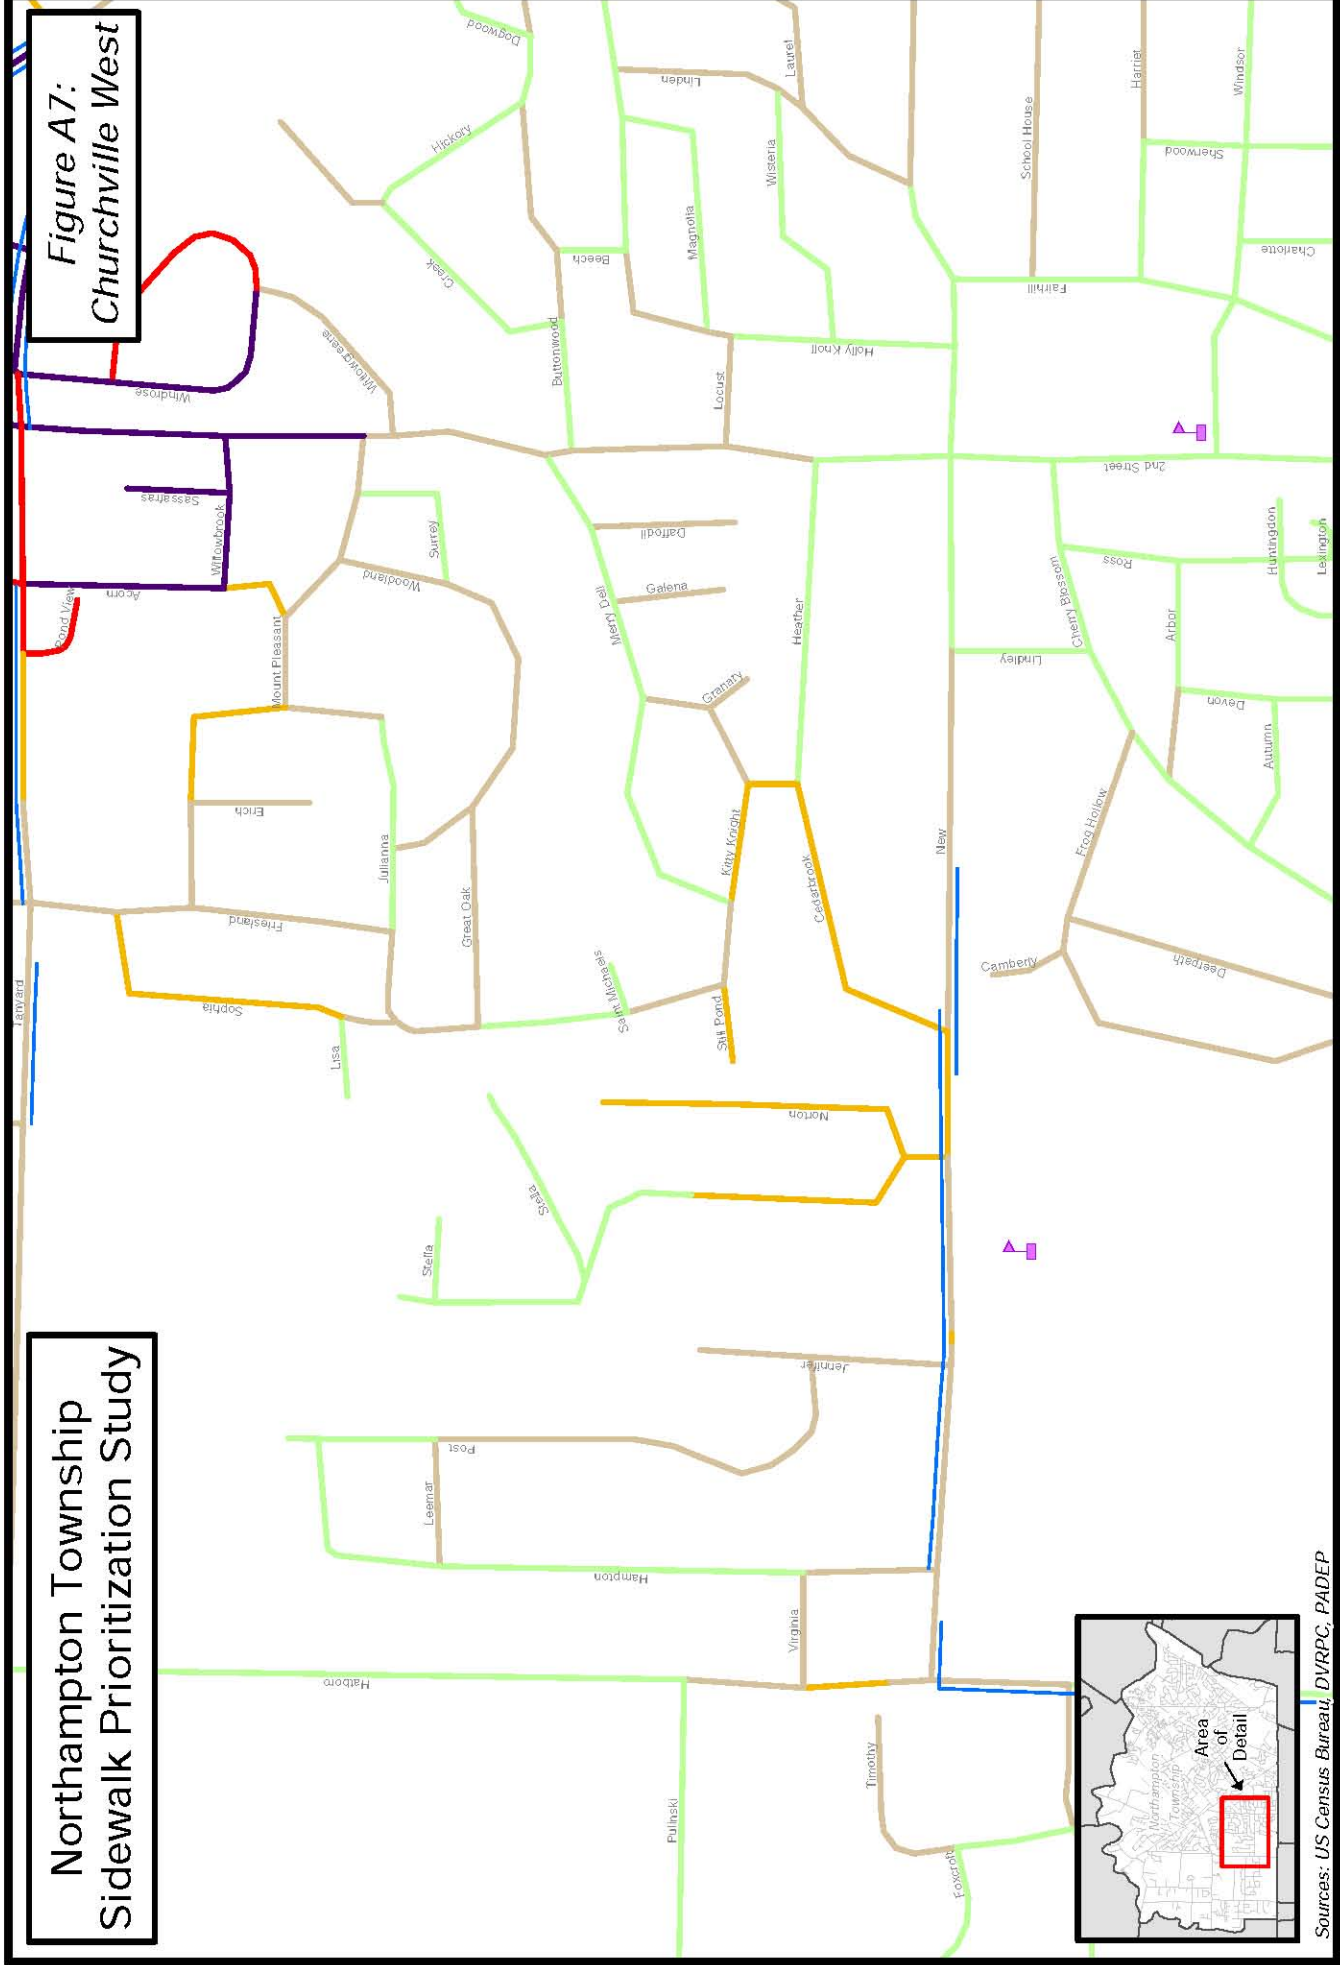 Northampton Township
Sidewalk Prioritization Study
Figure A7:
Churchville West
Tanyard
Hatboro
Pulinski
Timothy
Foxcroft
Virginia
Hampton
Leemar
Post
Jennifer
Stella
Stella
Norton
Lisa
Sophia
Friesland
Erich
Julianna
Great Oak
Saint Michaels
Still Pond
Kitty Knight
Cedarbrook
Granary
Galena
Daffodil
Merry Dell
Heather
New
Mount Pleasant
Pond View
Acorn
Willowbrook
Sassafras
Windrose
Willowgreene
Woodland
Surrey
Buttonwood
Creek
Hickory
Dogwood
Beech
Magnolia
Linden
Laurel
Wisteria
Locust
Holly Knoll
School House
Harriet
Windsor
Sherwood
Charlotte
Fairhill
2nd Street
Ross
Cherry Blossom
Lindley
Arbor
Devon
Autumn
Huntingdon
Lexington
Frog Hollow
Camberly
Deerpath
Northampton
Township
Area
of
Detail
Sources: US Census Bureau, DVRPC, PADEP